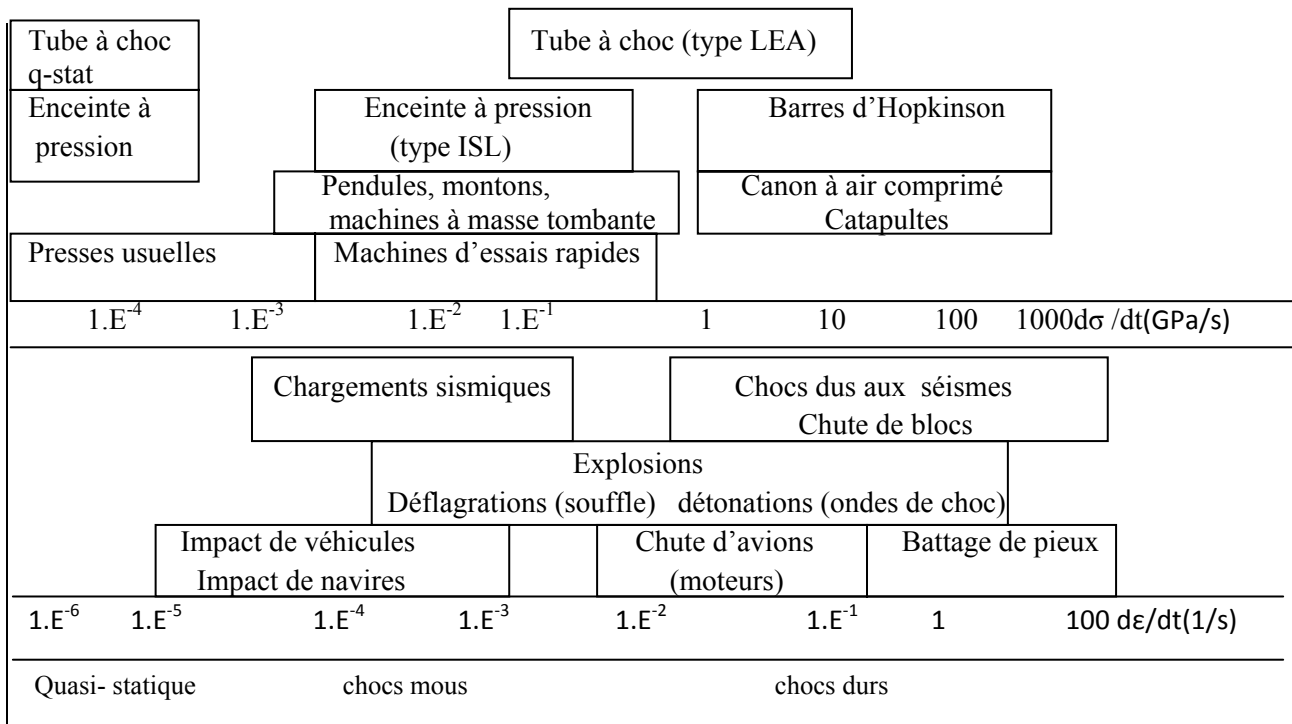 Tube à choc
q-stat
Tube à choc (type LEA)
Enceinte à
pression
Enceinte à pression
(type ISL)
Barres d’Hopkinson
Pendules, montons,
machines à masse tombante
Canon à air comprimé
Catapultes
Presses usuelles
Machines d’essais rapides
1.E⁻⁴ 1.E⁻³ 1.E⁻² 1.E⁻¹ 1 10 100 1000dσ /dt(GPa/s)
Chargements sismiques
Chocs dus aux séismes
Chute de blocs
Explosions
Déflagrations (souffle) détonations (ondes de choc)
Impact de véhicules
Impact de navires
Chute d’avions
(moteurs)
Battage de pieux
1.E⁻⁶ 1.E⁻⁵ 1.E⁻⁴ 1.E⁻³ 1.E⁻² 1.E⁻¹ 1 100 dε/dt(1/s)
Quasi- statique chocs mous chocs durs